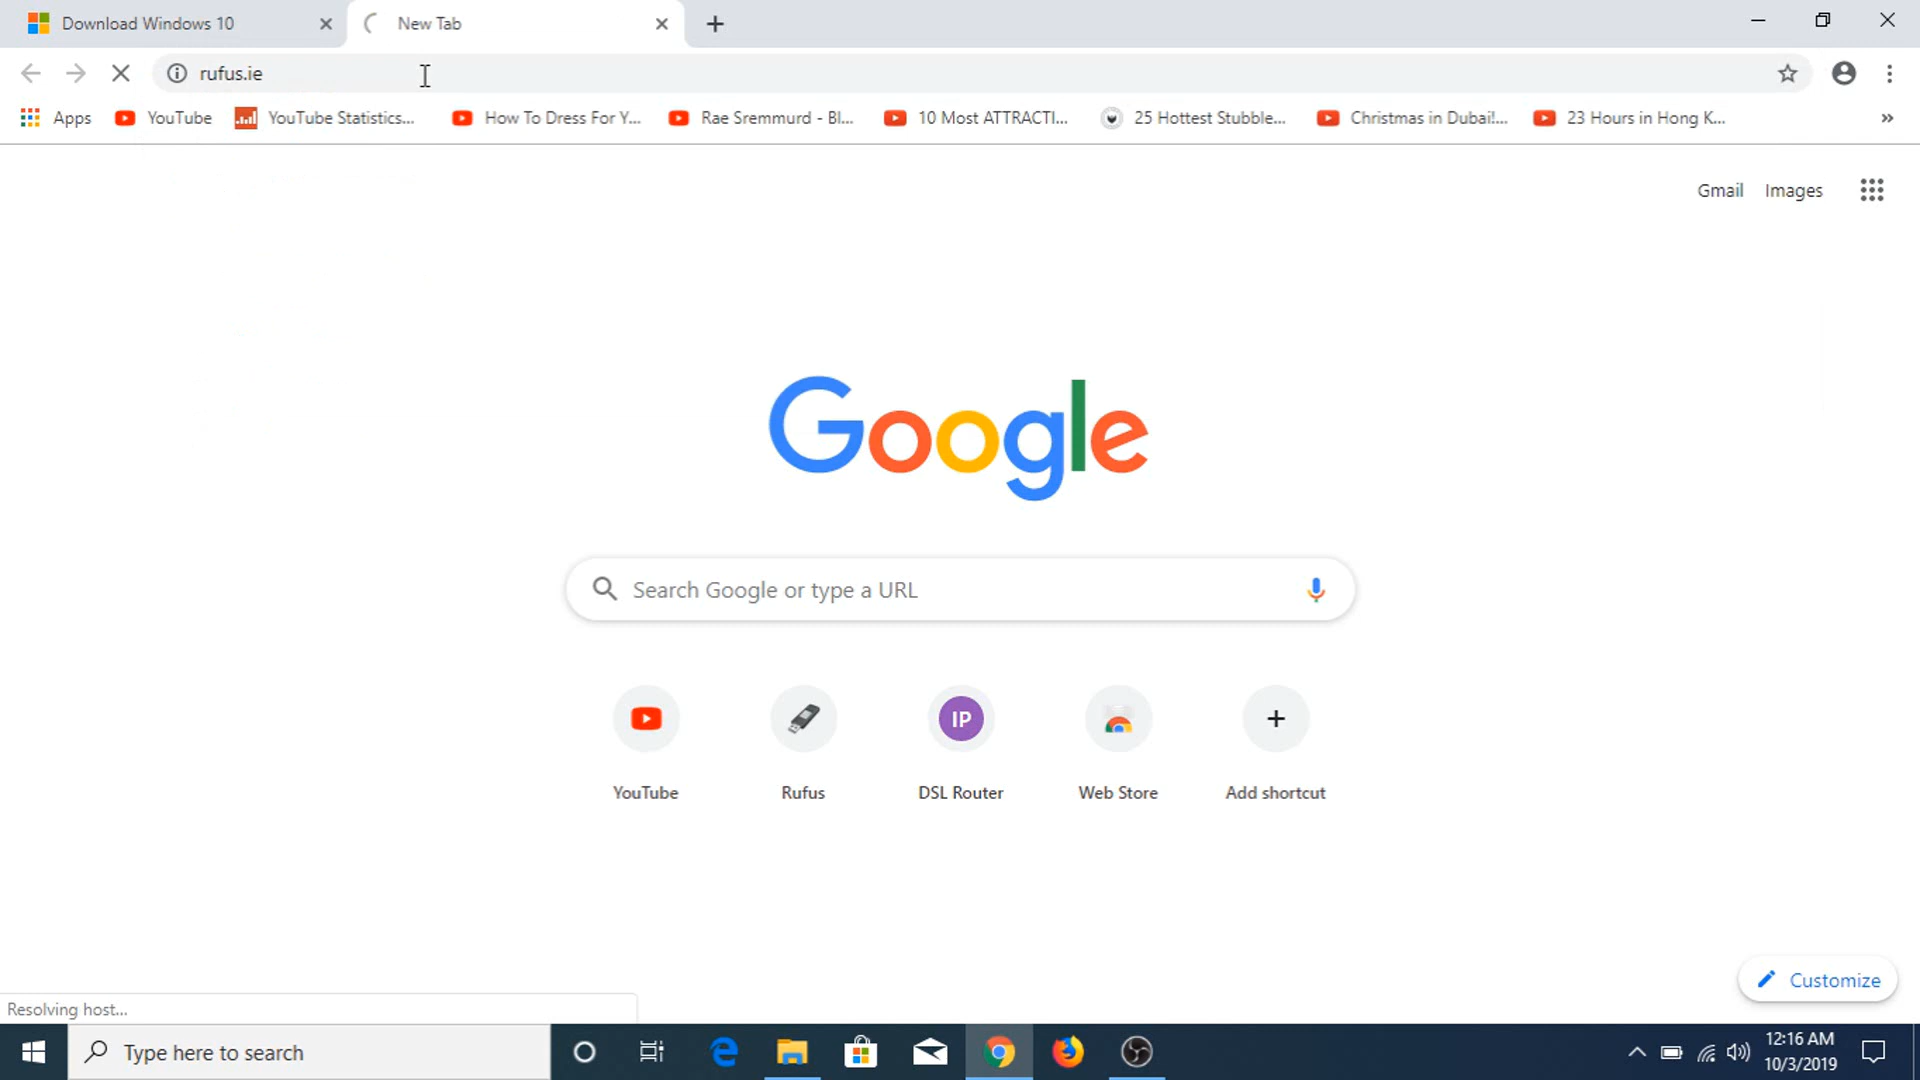 Download Windows 10
New Tab
rufus.ie
Apps
YouTube
YouTube Statistics...
How To Dress For Y...
Rae Sremmurd - Bl...
10 Most ATTRACTI...
25 Hottest Stubble...
Christmas in Dubai!...
23 Hours in Hong K...
Gmail
Images
Google
Search Google or type a URL
IP
YouTube
Rufus
DSL Router
Web Store
Add shortcut
Customize
Resolving host...
Type here to search
12:16 AM
10/3/2019